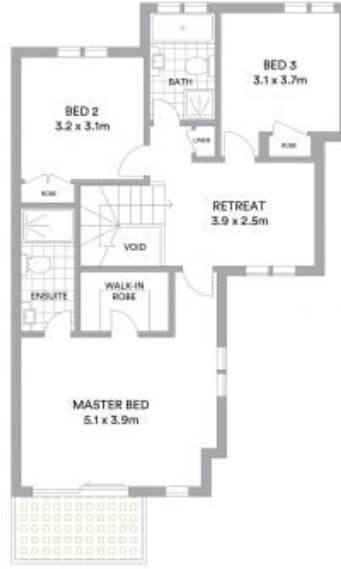 BATH
BED 3
3.1 x 3.7m
BED 2
3.2 x 3.1m
LINEN
ROBE
ROBE
RETREAT
3.9 x 2.5m
VOID
ENSUITE
WALK-IN
ROBE
MASTER BED
5.1 x 3.9m